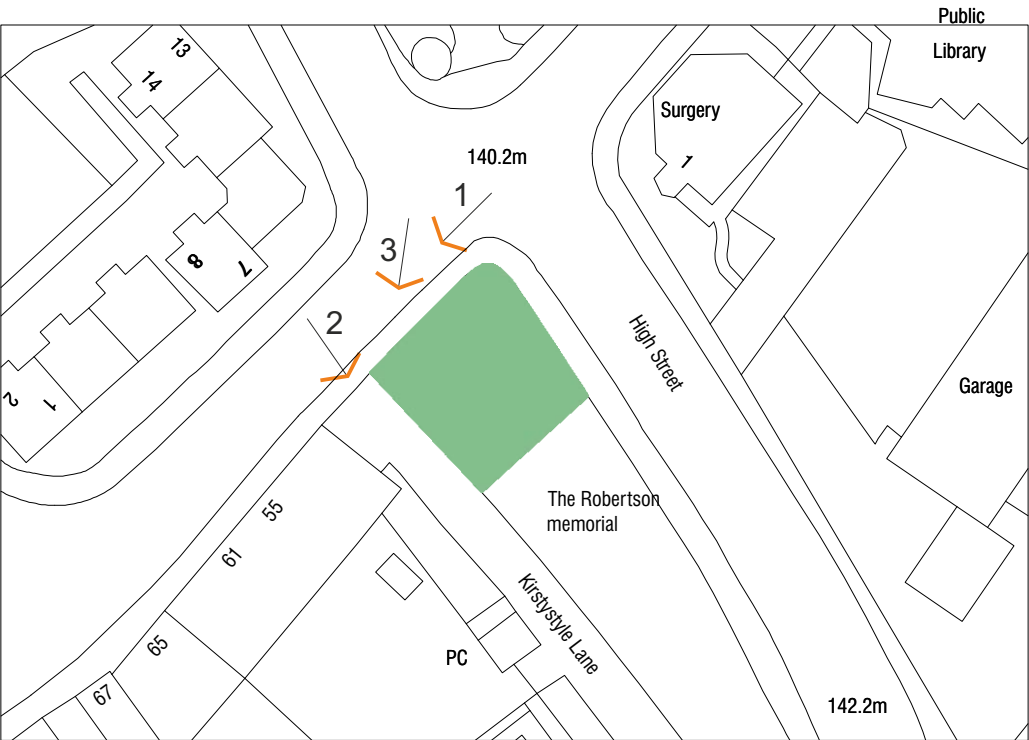 Public
Library
13
14
Surgery
1
140.2m
1
3
8
7
2
High Street
2
1
Garage
The Robertson
memorial
55
61
Kirstystyle Lane
65
PC
67
142.2m